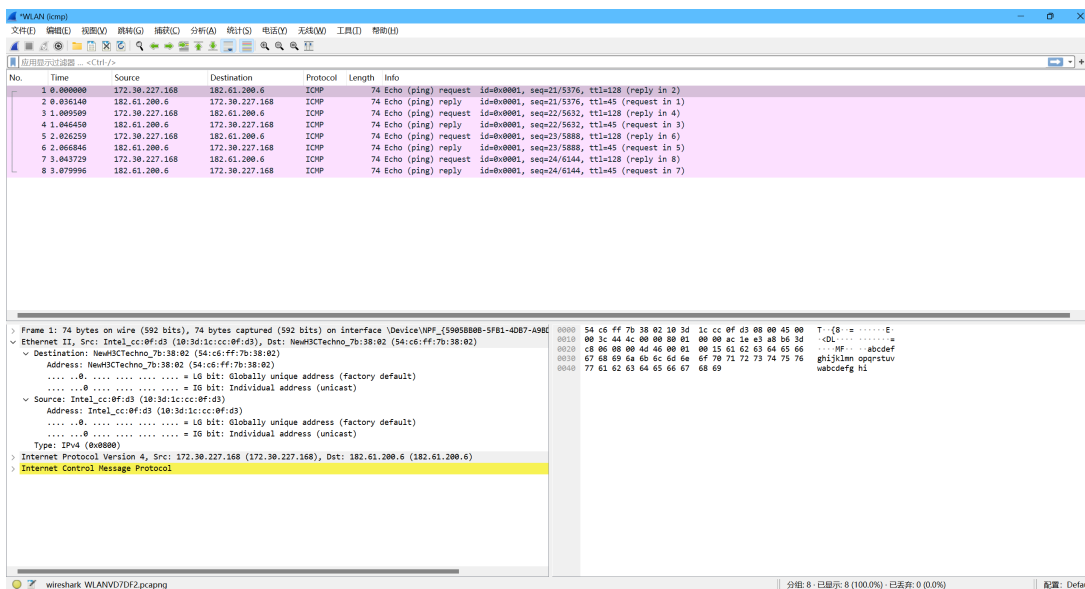 *WLAN (icmp)
文件(F) 编辑(E) 视图(V) 跳转(G) 捕获(C) 分析(A) 统计(S) 电话(Y) 无线(W) 工具(T) 帮助(H)
应用显示过滤器 … <Ctrl-/>
No. Time Source Destination Protocol Length Info
1 0.000000 172.30.227.168 182.61.200.6 ICMP 74 Echo (ping) request id=0x0001, seq=21/5376, ttl=128 (reply in 2)
2 0.036140 182.61.200.6 172.30.227.168 ICMP 74 Echo (ping) reply id=0x0001, seq=21/5376, ttl=45 (request in 1)
3 1.009509 172.30.227.168 182.61.200.6 ICMP 74 Echo (ping) request id=0x0001, seq=22/5632, ttl=128 (reply in 4)
4 1.046450 182.61.200.6 172.30.227.168 ICMP 74 Echo (ping) reply id=0x0001, seq=22/5632, ttl=45 (request in 3)
5 2.026259 172.30.227.168 182.61.200.6 ICMP 74 Echo (ping) request id=0x0001, seq=23/5888, ttl=128 (reply in 6)
6 2.066846 182.61.200.6 172.30.227.168 ICMP 74 Echo (ping) reply id=0x0001, seq=23/5888, ttl=45 (request in 5)
7 3.043729 172.30.227.168 182.61.200.6 ICMP 74 Echo (ping) request id=0x0001, seq=24/6144, ttl=128 (reply in 8)
8 3.079996 182.61.200.6 172.30.227.168 ICMP 74 Echo (ping) reply id=0x0001, seq=24/6144, ttl=45 (request in 7)
Frame 1: 74 bytes on wire (592 bits), 74 bytes captured (592 bits) on interface \Device\NPF_{5905BB0B-5FB1-4DB7-A9BD
Ethernet II, Src: Intel_cc:0f:d3 (10:3d:1c:cc:0f:d3), Dst: NewH3CTechno_7b:38:02 (54:c6:ff:7b:38:02)
Destination: NewH3CTechno_7b:38:02 (54:c6:ff:7b:38:02)
Address: NewH3CTechno_7b:38:02 (54:c6:ff:7b:38:02)
.... ..0. .... .... .... .... = LG bit: Globally unique address (factory default)
.... ...0 .... .... .... .... = IG bit: Individual address (unicast)
Source: Intel_cc:0f:d3 (10:3d:1c:cc:0f:d3)
Address: Intel_cc:0f:d3 (10:3d:1c:cc:0f:d3)
.... ..0. .... .... .... .... = LG bit: Globally unique address (factory default)
.... ...0 .... .... .... .... = IG bit: Individual address (unicast)
Type: IPv4 (0x0800)
Internet Protocol Version 4, Src: 172.30.227.168 (172.30.227.168), Dst: 182.61.200.6 (182.61.200.6)
Internet Control Message Protocol
0000 54 c6 ff 7b 38 02 10 3d 1c cc 0f d3 08 00 45 00 T··{8··= ······E·
0010 00 3c 44 4c 00 00 80 01 00 00 ac 1e e3 a8 b6 3d ·<DL···· ·······=
0020 c8 06 08 00 4d 46 00 01 00 15 61 62 63 64 65 66 ····MF·· ··abcdef
0030 67 68 69 6a 6b 6c 6d 6e 6f 70 71 72 73 74 75 76 ghijklmn opqrstuv
0040 77 61 62 63 64 65 66 67 68 69 wabcdefg hi
wireshark_WLANVD7DF2.pcapng 分组: 8 · 已显示: 8 (100.0%) · 已丢弃: 0 (0.0%) 配置: Defau